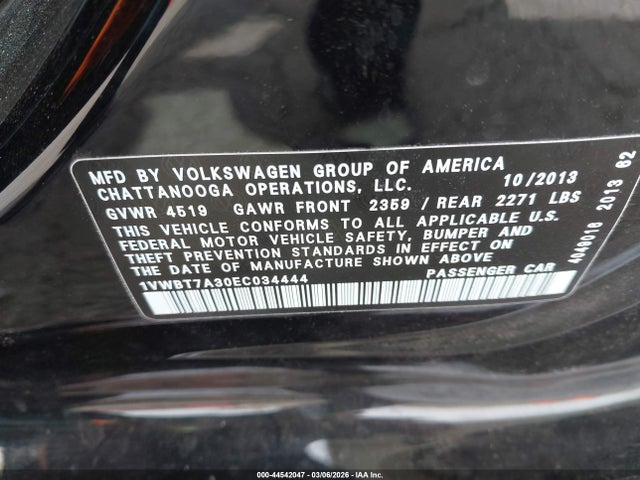 MFD BY VOLKSWAGEN GROUP OF AMERICA
CHATTANOOGA OPERATIONS, LLC. 10/2013
GVWR 4519 GAWR FRONT 2359 / REAR 2271 LBS
THIS VEHICLE CONFORMS TO ALL APPLICABLE U.S.
FEDERAL MOTOR VEHICLE SAFETY, BUMPER AND
THEFT PREVENTION STANDARDS IN EFFECT ON
THE DATE OF MANUFACTURE SHOWN ABOVE
1VWBT7A30EC034444 PASSENGER CAR
4049018 2013 62
000-44542047 | 03/06/2026 | IAA Inc.